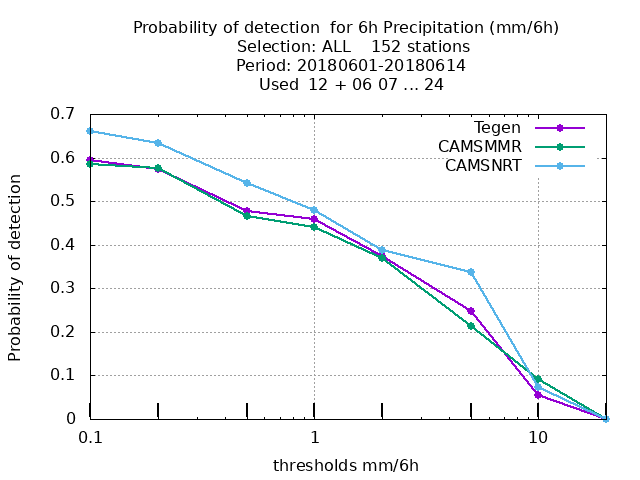 Probability of detection  for 6h Precipitation (mm/6h)
Selection: ALL    152 stations
Period: 20180601-20180614
Used  12 + 06 07 ... 24
Tegen
CAMSMMR
CAMSNRT
Probability of detection
0.7
0.6
0.5
0.4
0.3
0.2
0.1
0
0.1 1 10
thresholds mm/6h